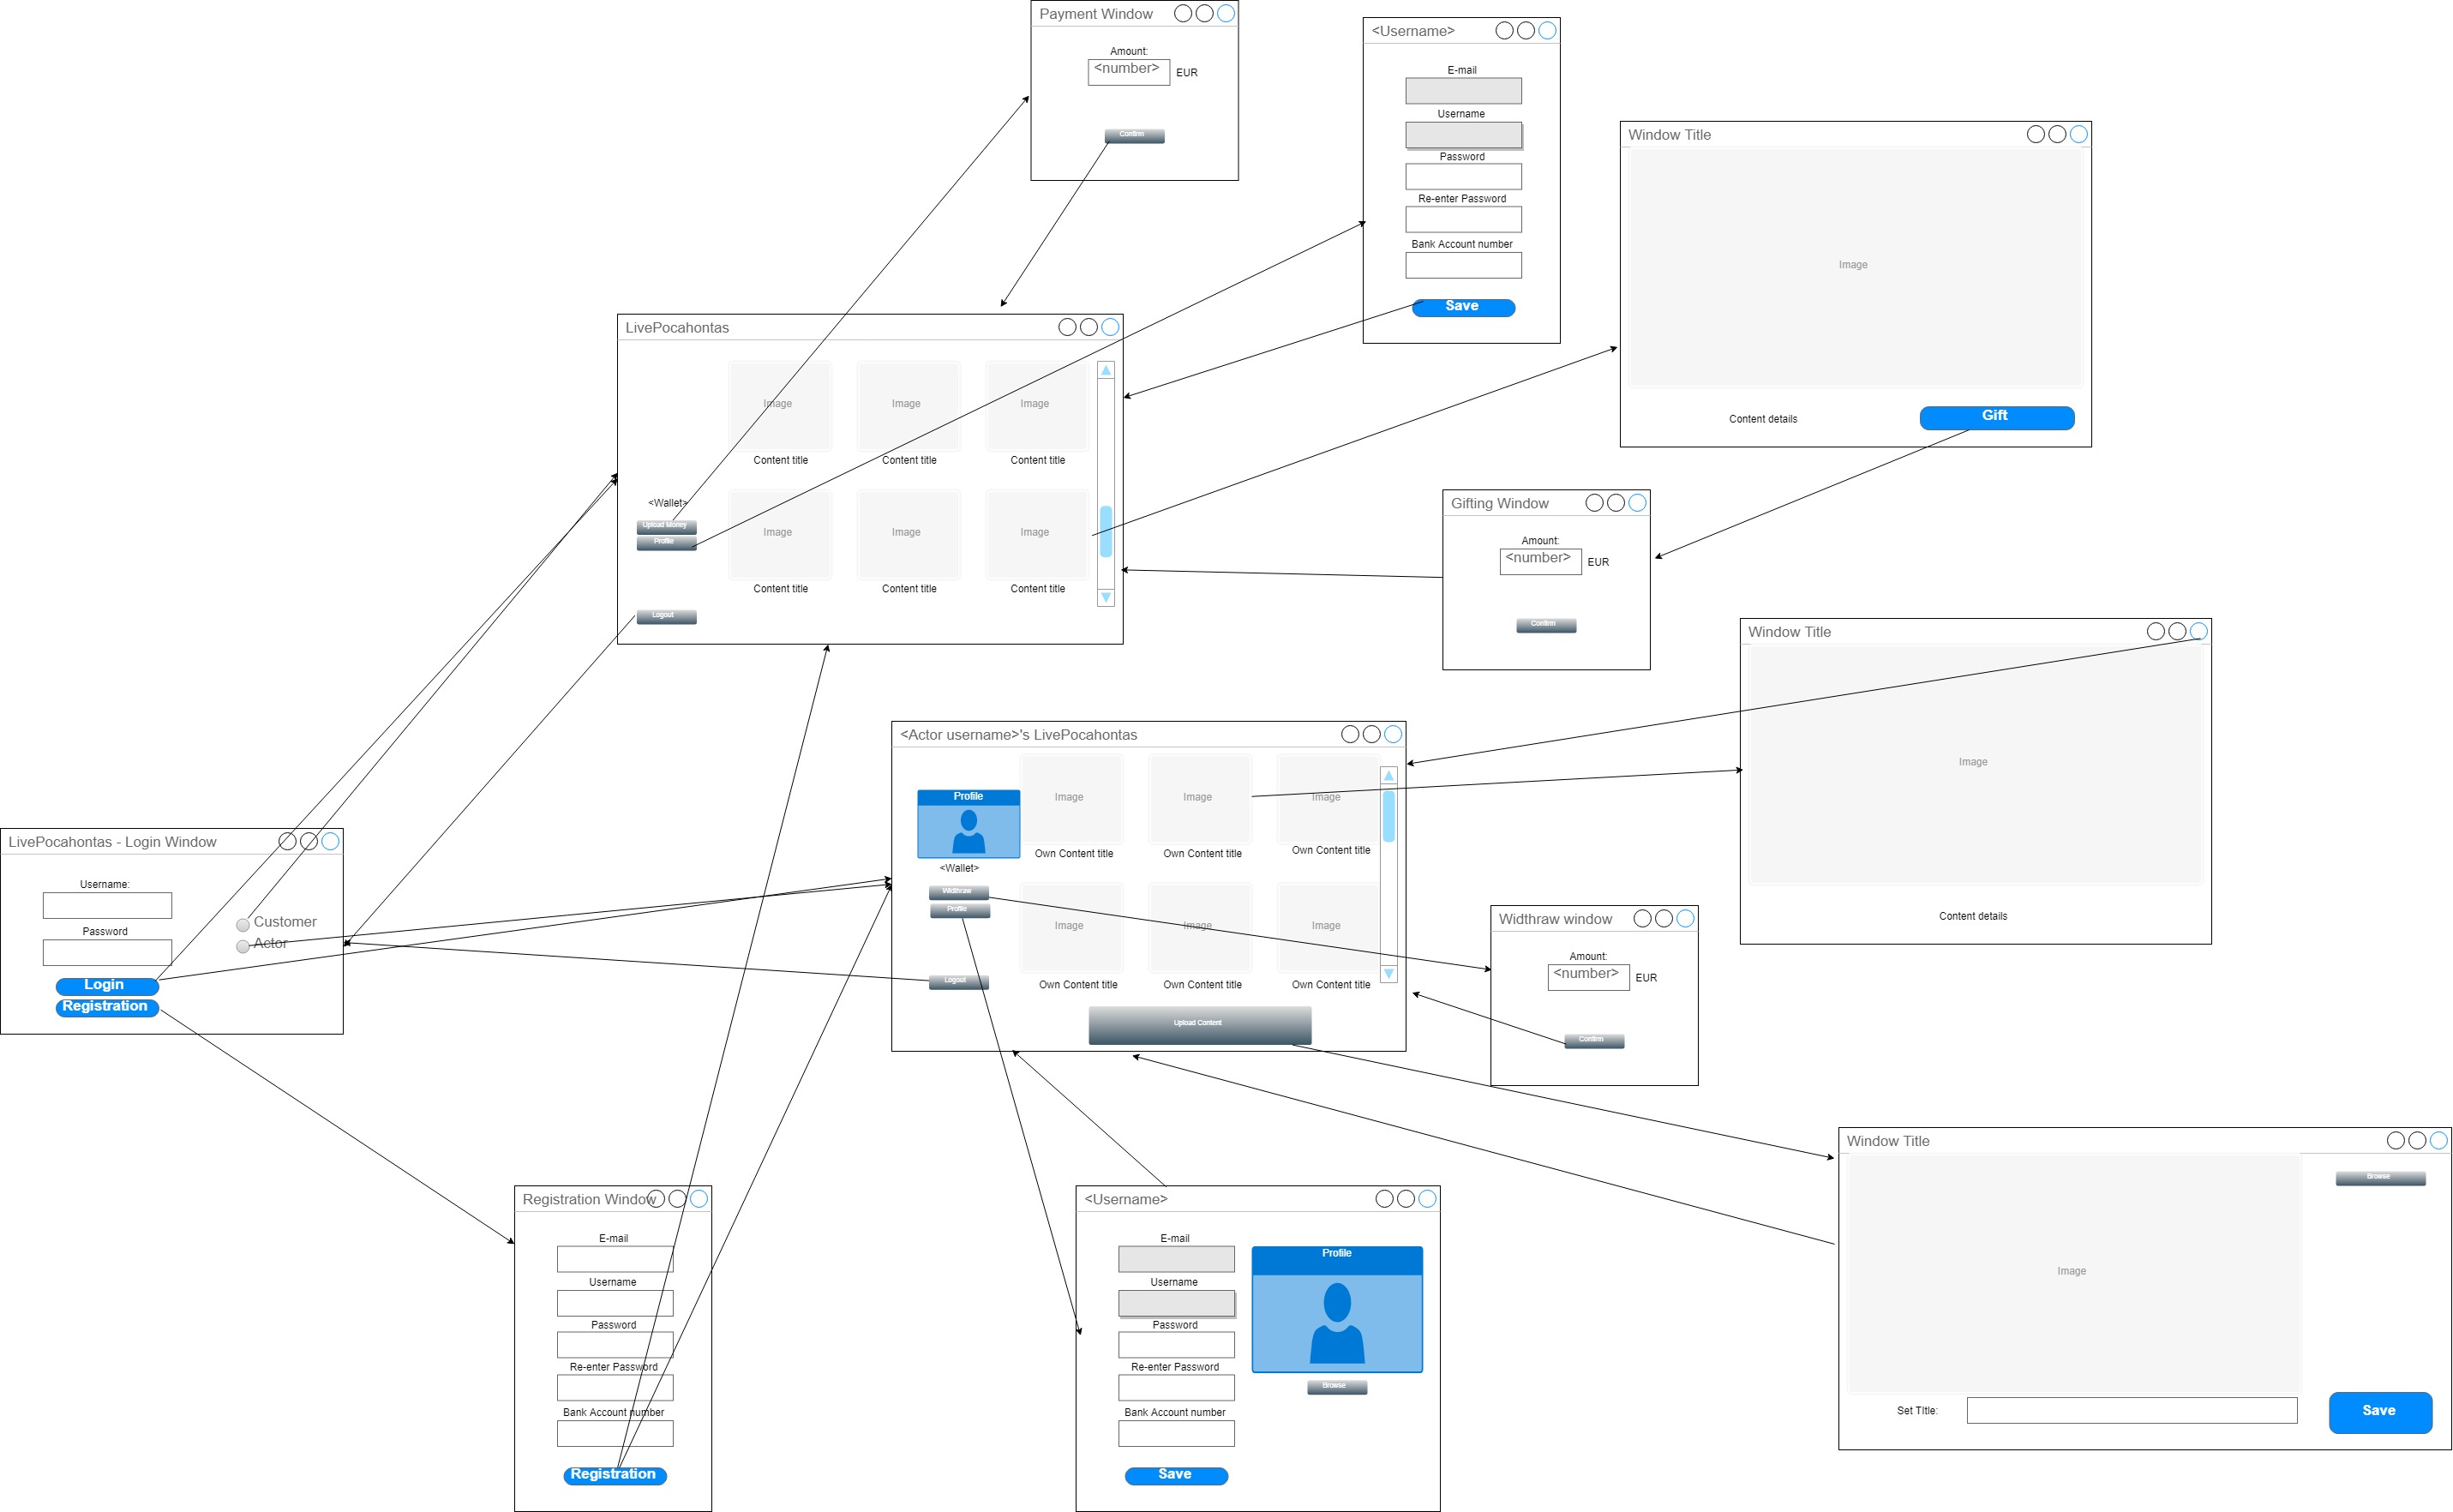 Payment Window
Amount:
<number>
EUR
Confirm
<Username>
E-mail
Username
Password
Re-enter Password
Bank Account number
Save
Window Title
Image
Content details
Gift
LivePocahontas
Image
Image
Image
Content title
Content title
Content title
<Wallet>
Upload Money
Profile
Image
Image
Image
Content title
Content title
Content title
Logout
Gifting Window
Amount:
<number>
EUR
Confirm
Window Title
Image
Content details
<Actor username>'s LivePocahontas
Profile
Image
Image
Image
Own Content title
Own Content title
Own Content title
<Wallet>
Widthraw
Profile
Image
Image
Image
Logout
Own Content title
Own Content title
Own Content title
Upload Content
LivePocahontas - Login Window
Username:
Customer
Password
Actor
Login
Registration
Widthraw window
Amount:
<number>
EUR
Confirm
Window Title
Browse
Image
Set TItle:
Save
Registration Window
E-mail
Username
Password
Re-enter Password
Bank Account number
Registration
<Username>
E-mail
Profile
Username
Password
Re-enter Password
Browse
Bank Account number
Save